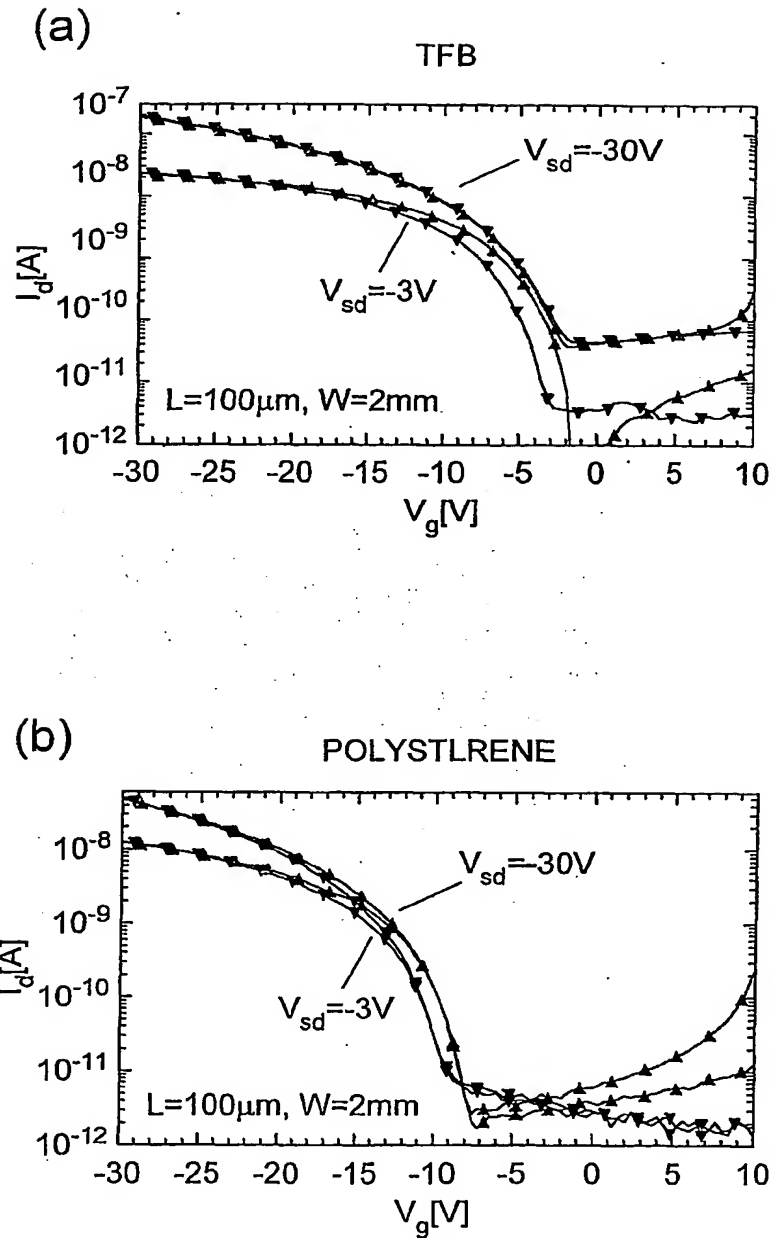 (a)
TFB
10⁻⁷
10⁻⁸
10⁻⁹
10⁻¹⁰
10⁻¹¹
10⁻¹²
I_d[A]
V_sd=-30V
V_sd=-3V
L=100μm, W=2mm
-30 -25 -20 -15 -10 -5 0 5 10
V_g[V]
(b)
POLYSTLRENE
10⁻⁸
10⁻⁹
10⁻¹⁰
10⁻¹¹
10⁻¹²
I_d[A]
V_sd=-30V
V_sd=-3V
L=100μm, W=2mm
-30 -25 -20 -15 -10 -5 0 5 10
V_g[V]